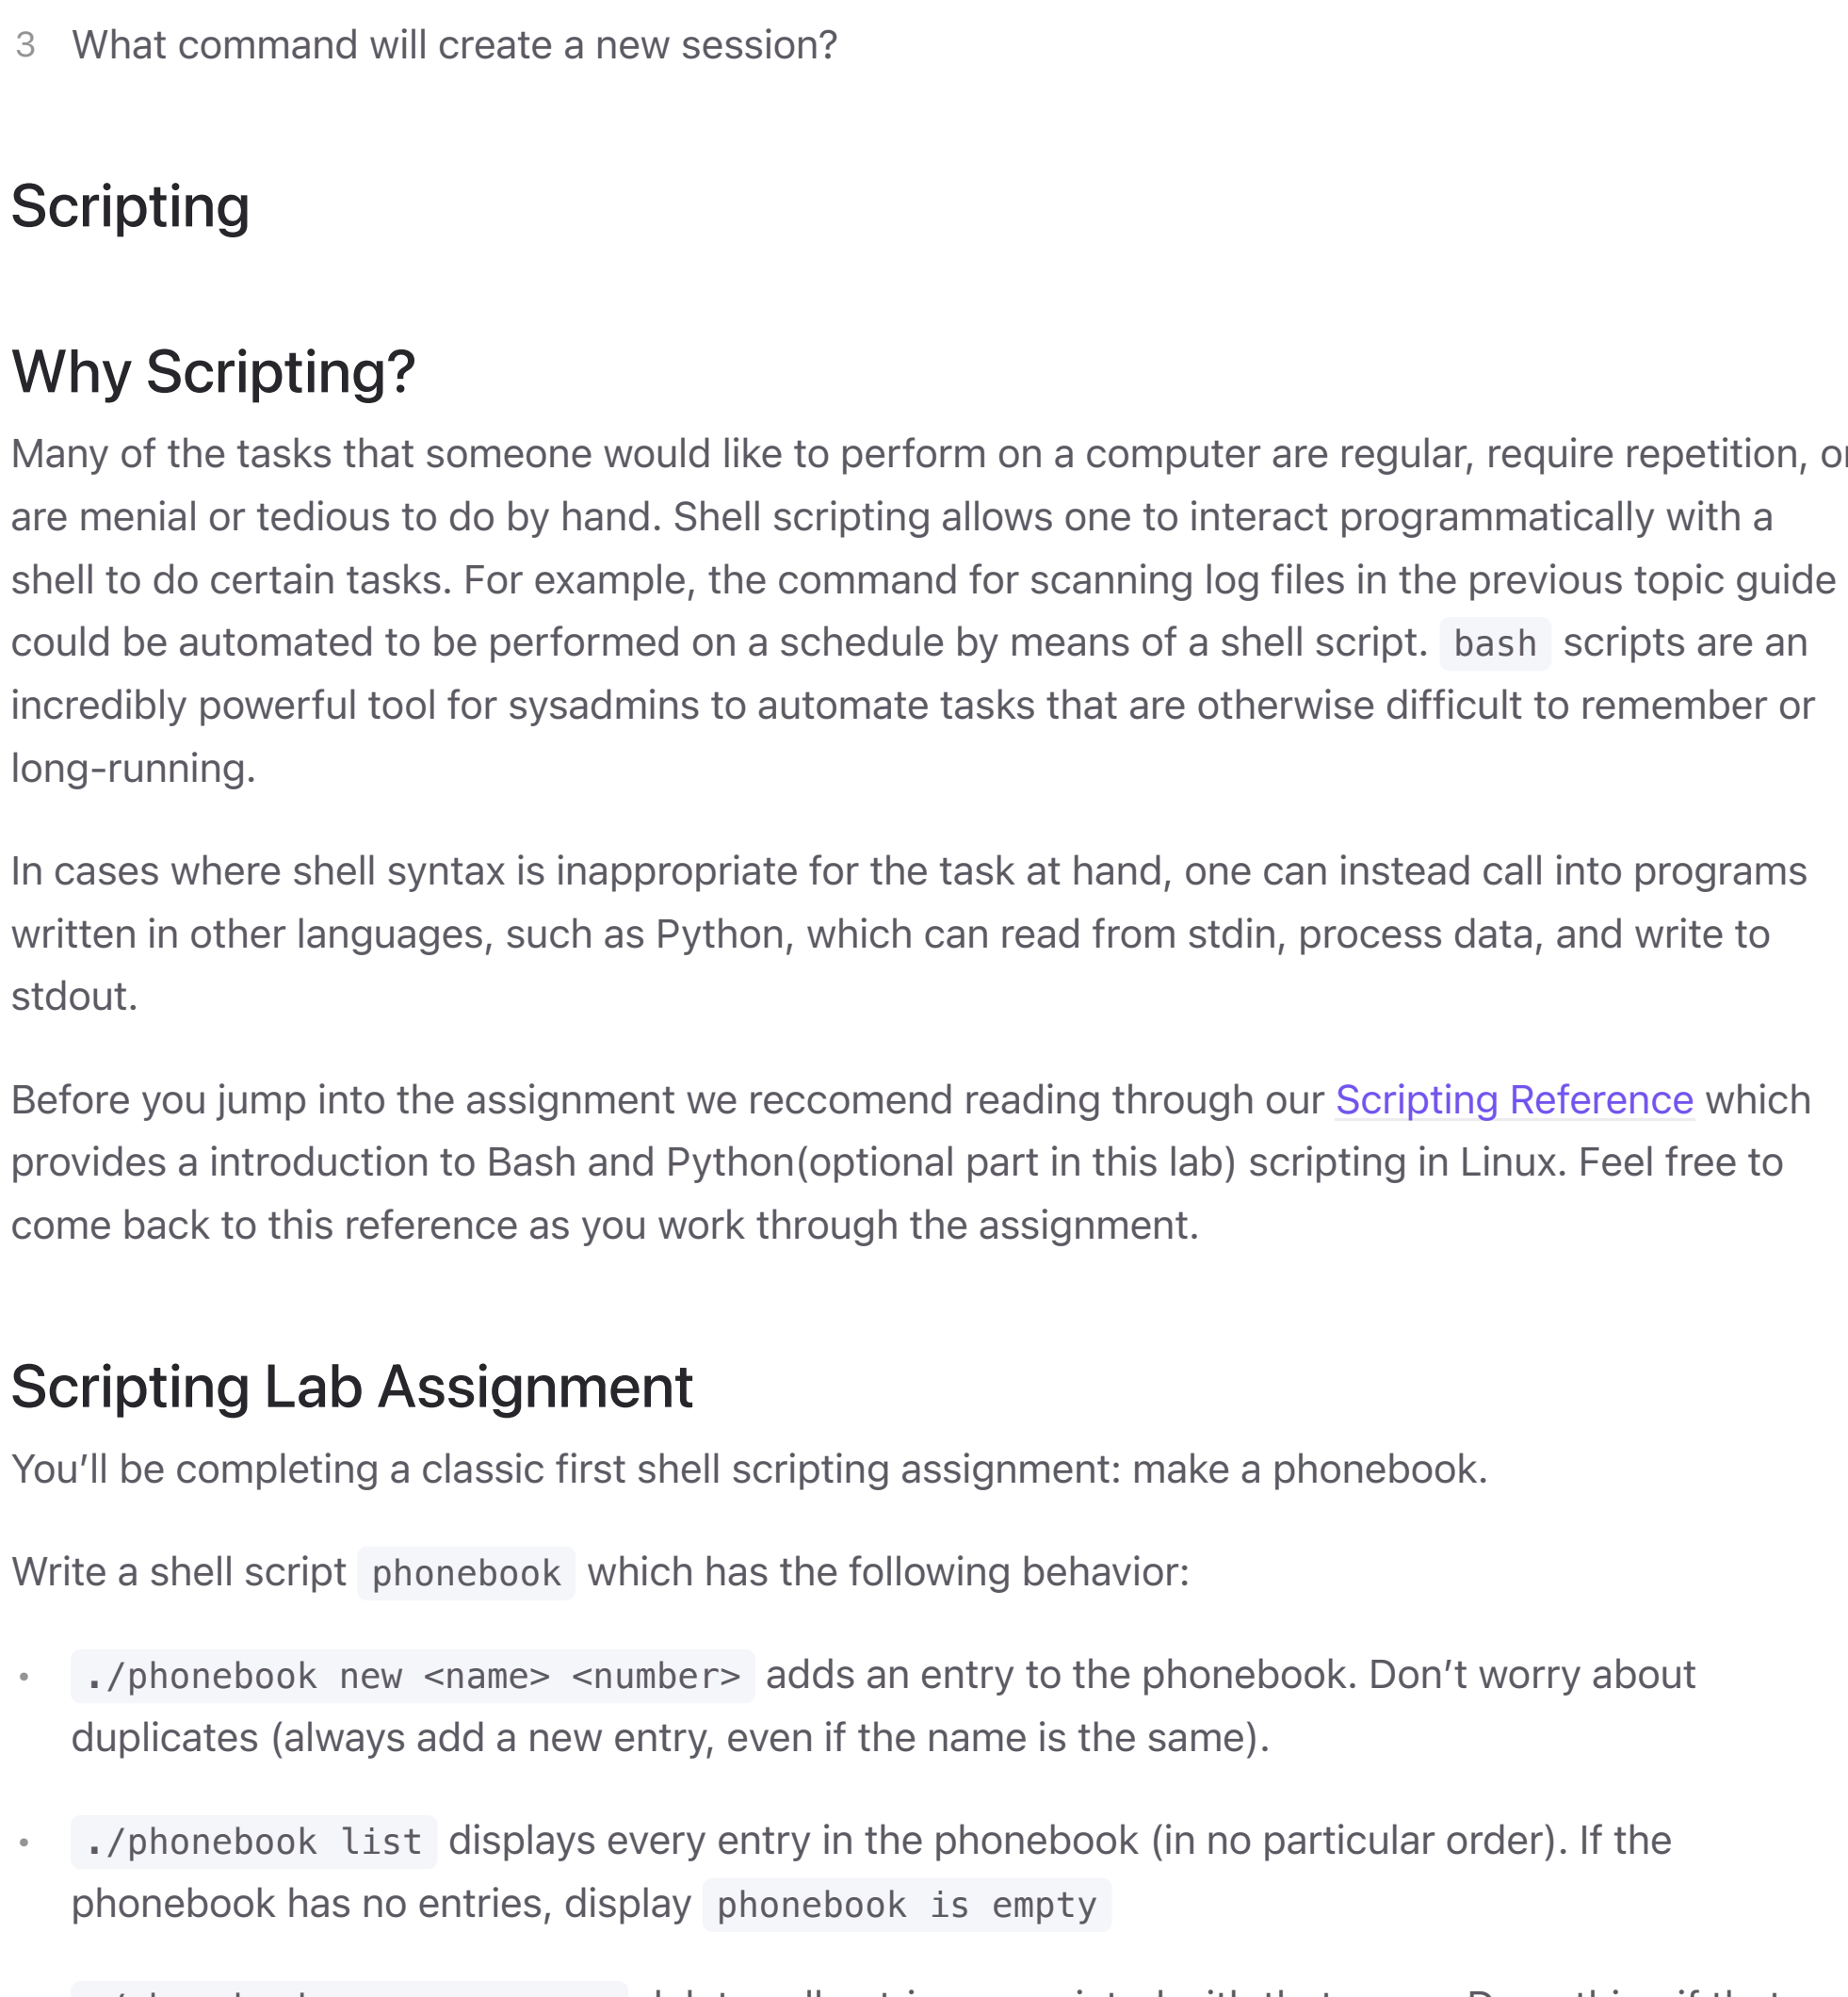 3 What command will create a new session?
Scripting
Why Scripting?
Many of the tasks that someone would like to perform on a computer are regular, require repetition, or
are menial or tedious to do by hand. Shell scripting allows one to interact programmatically with a
shell to do certain tasks. For example, the command for scanning log files in the previous topic guide
could be automated to be performed on a schedule by means of a shell script. bash scripts are an
incredibly powerful tool for sysadmins to automate tasks that are otherwise difficult to remember or
long-running.
In cases where shell syntax is inappropriate for the task at hand, one can instead call into programs
written in other languages, such as Python, which can read from stdin, process data, and write to
stdout.
Before you jump into the assignment we reccomend reading through our Scripting Reference which
provides a introduction to Bash and Python(optional part in this lab) scripting in Linux. Feel free to
come back to this reference as you work through the assignment.
Scripting Lab Assignment
You’ll be completing a classic first shell scripting assignment: make a phonebook.
Write a shell script phonebook which has the following behavior:
• ./phonebook new <name> <number> adds an entry to the phonebook. Don’t worry about
duplicates (always add a new entry, even if the name is the same).
• ./phonebook list displays every entry in the phonebook (in no particular order). If the
phonebook has no entries, display phonebook is empty